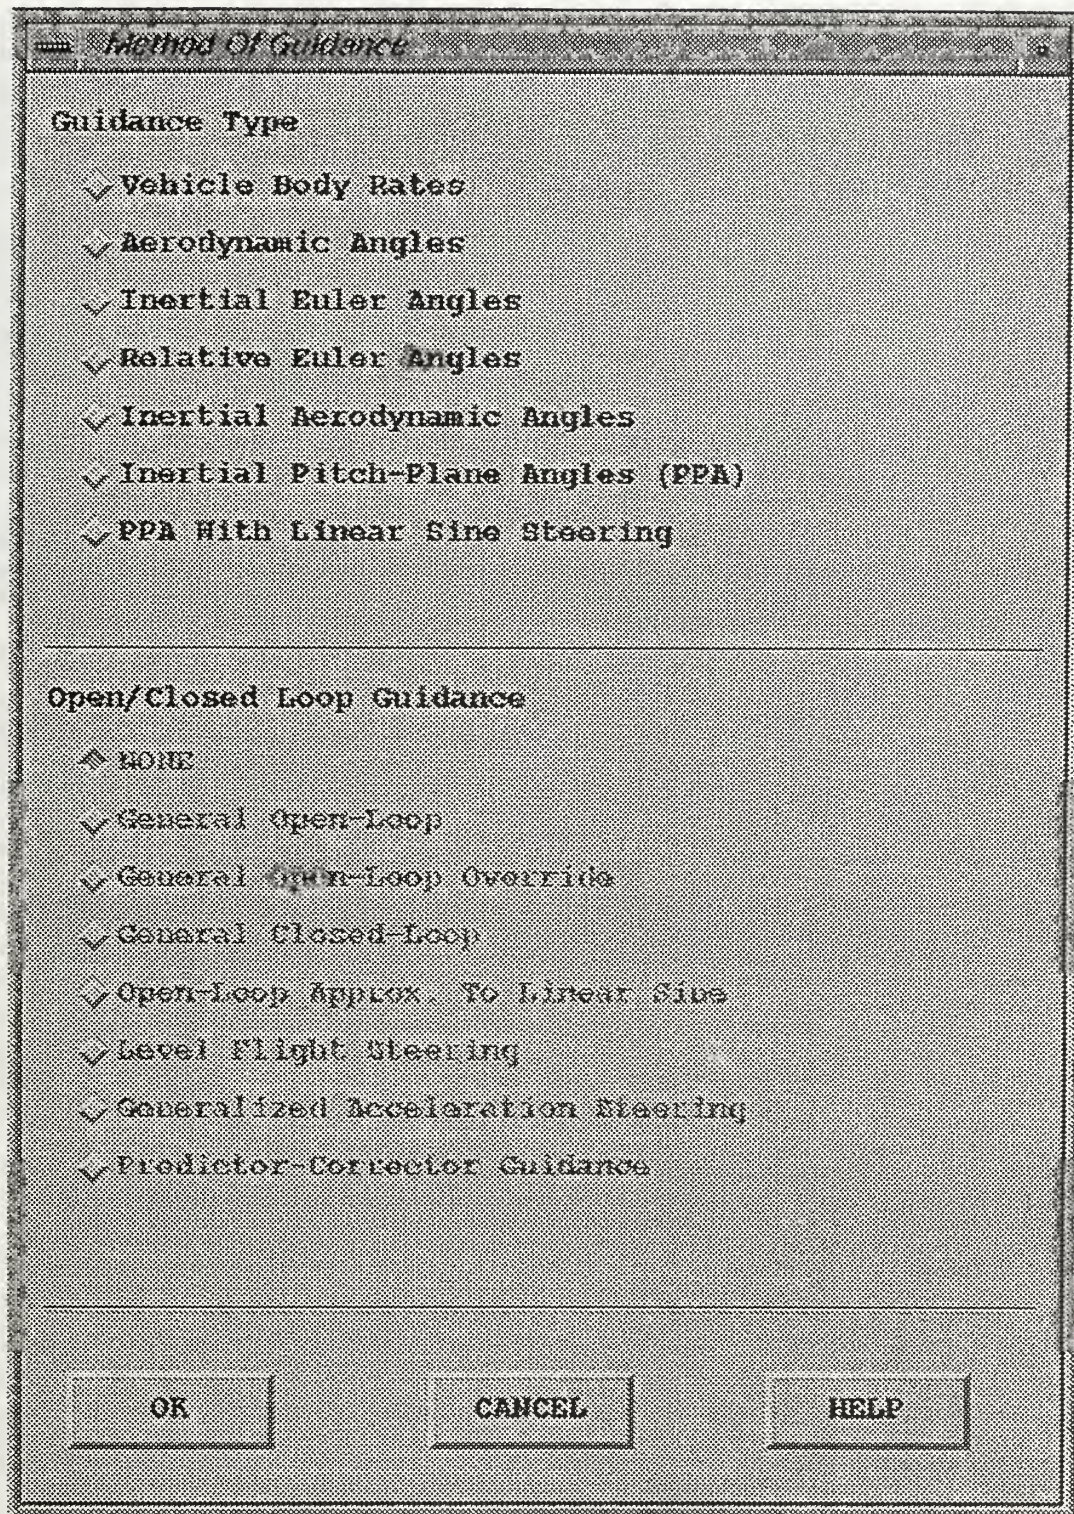 Method Of Guidance
Guidance Type
Vehicle Body Rates
Aerodynamic Angles
Inertial Euler Angles
Relative Euler Angles
Inertial Aerodynamic Angles
Inertial Pitch-Plane Angles (PPA)
PPA With Linear Sine Steering
Open/Closed Loop Guidance
NONE
General Open-Loop
General Open-Loop Override
General Closed-Loop
Open-Loop Approx. To Linear Sine
Level Flight Steering
Generalized Acceleration Steering
Predictor-Corrector Guidance
OK CANCEL HELP